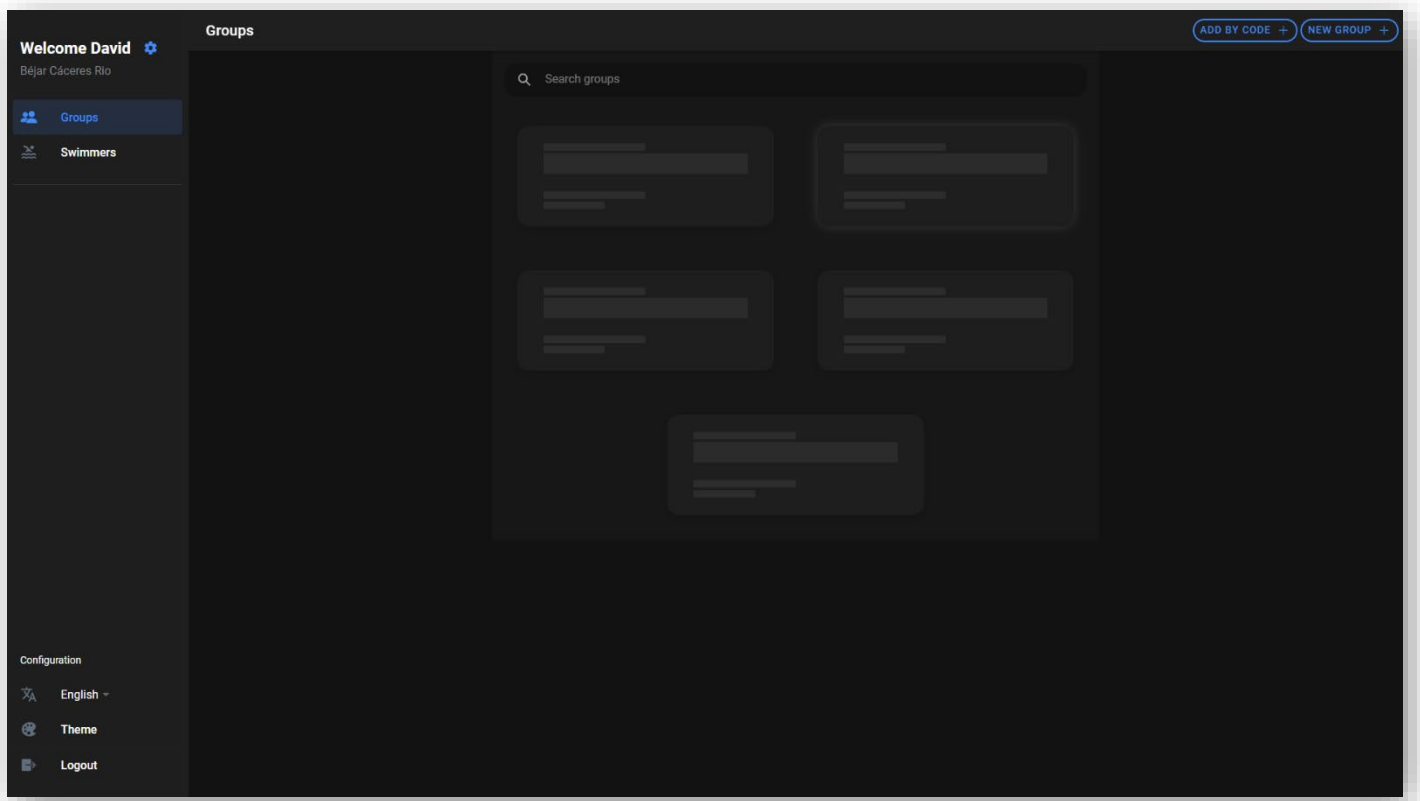 Welcome David
Béjar Cáceres Rio
Groups
Swimmers
Configuration
English
Theme
Logout
Groups
ADD BY CODE +
NEW GROUP +
Search groups